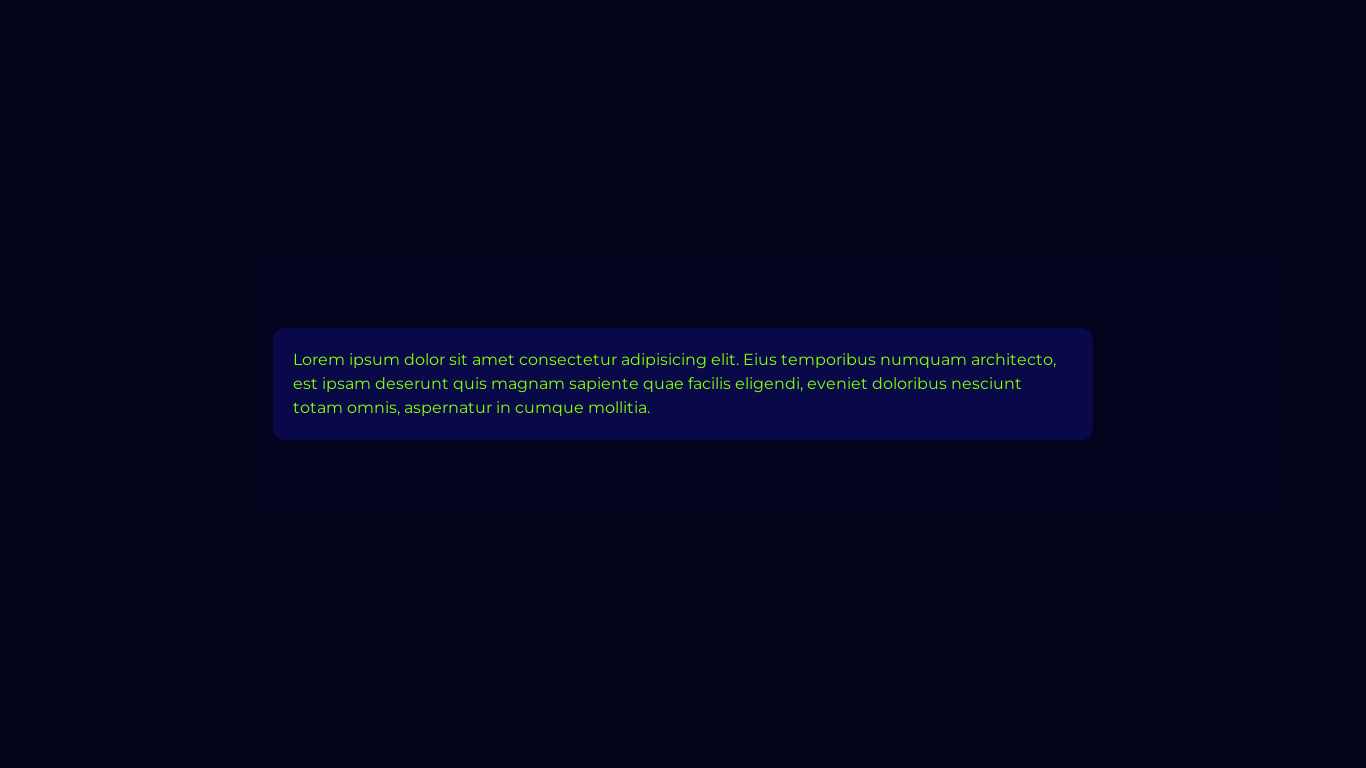 Lorem ipsum dolor sit amet consectetur adipisicing elit. Eius temporibus numquam architecto,
est ipsam deserunt quis magnam sapiente quae facilis eligendi, eveniet doloribus nesciunt
totam omnis, aspernatur in cumque mollitia.